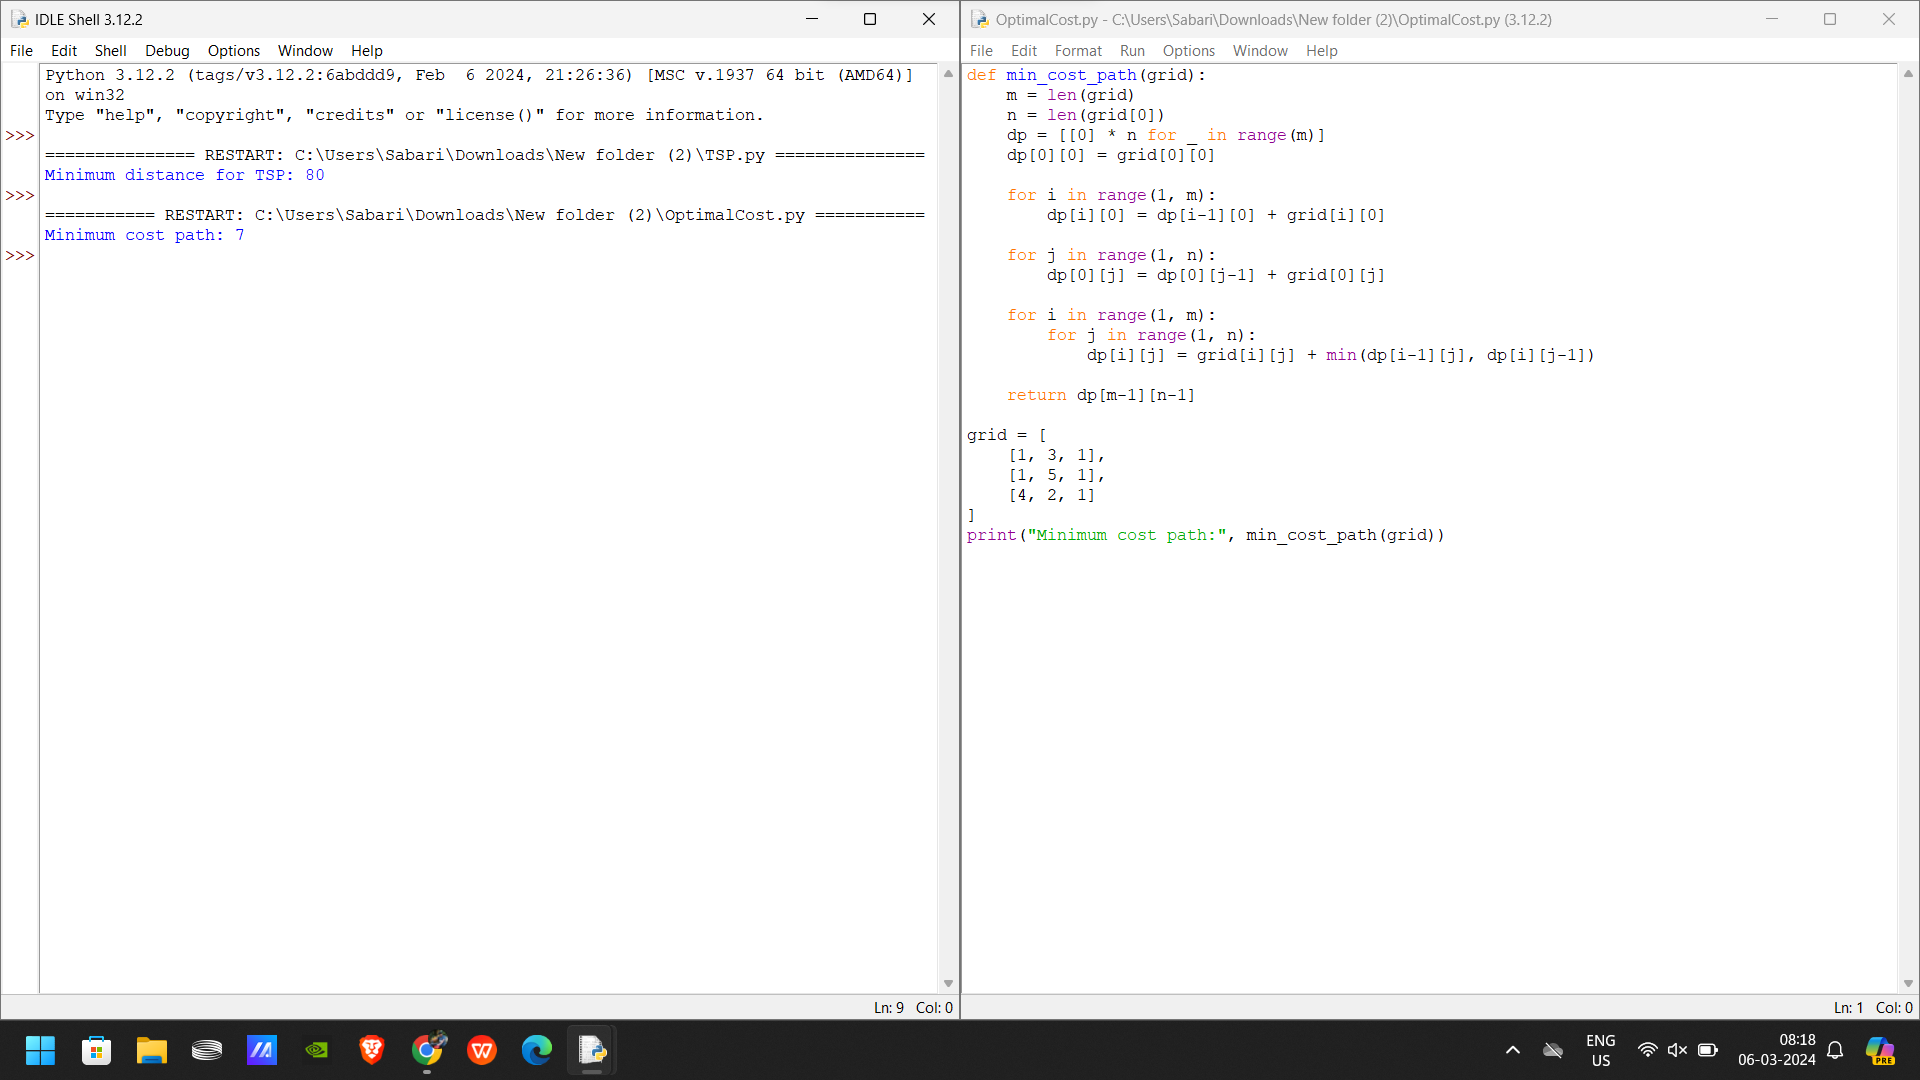 IDLE Shell 3.12.2
File Edit Shell Debug Options Window Help
Python 3.12.2 (tags/v3.12.2:6abddd9, Feb  6 2024, 21:26:36) [MSC v.1937 64 bit (AMD64)]
on win32
Type "help", "copyright", "credits" or "license()" for more information.
>>>
=============== RESTART: C:\Users\Sabari\Downloads\New folder (2)\TSP.py ===============
Minimum distance for TSP: 80
>>>
=========== RESTART: C:\Users\Sabari\Downloads\New folder (2)\OptimalCost.py ===========
Minimum cost path: 7
>>>
Ln: 9 Col: 0
OptimalCost.py - C:\Users\Sabari\Downloads\New folder (2)\OptimalCost.py (3.12.2)
File Edit Format Run Options Window Help
def min_cost_path(grid):
    m = len(grid)
    n = len(grid[0])
    dp = [[0] * n for _ in range(m)]
    dp[0][0] = grid[0][0]
    for i in range(1, m):
        dp[i][0] = dp[i-1][0] + grid[i][0]
    for j in range(1, n):
        dp[0][j] = dp[0][j-1] + grid[0][j]
    for i in range(1, m):
        for j in range(1, n):
            dp[i][j] = grid[i][j] + min(dp[i-1][j], dp[i][j-1])
    return dp[m-1][n-1]
grid = [
    [1, 3, 1],
    [1, 5, 1],
    [4, 2, 1]
]
print("Minimum cost path:", min_cost_path(grid))
Ln: 1 Col: 0
ENG
US
08:18
06-03-2024
PRE